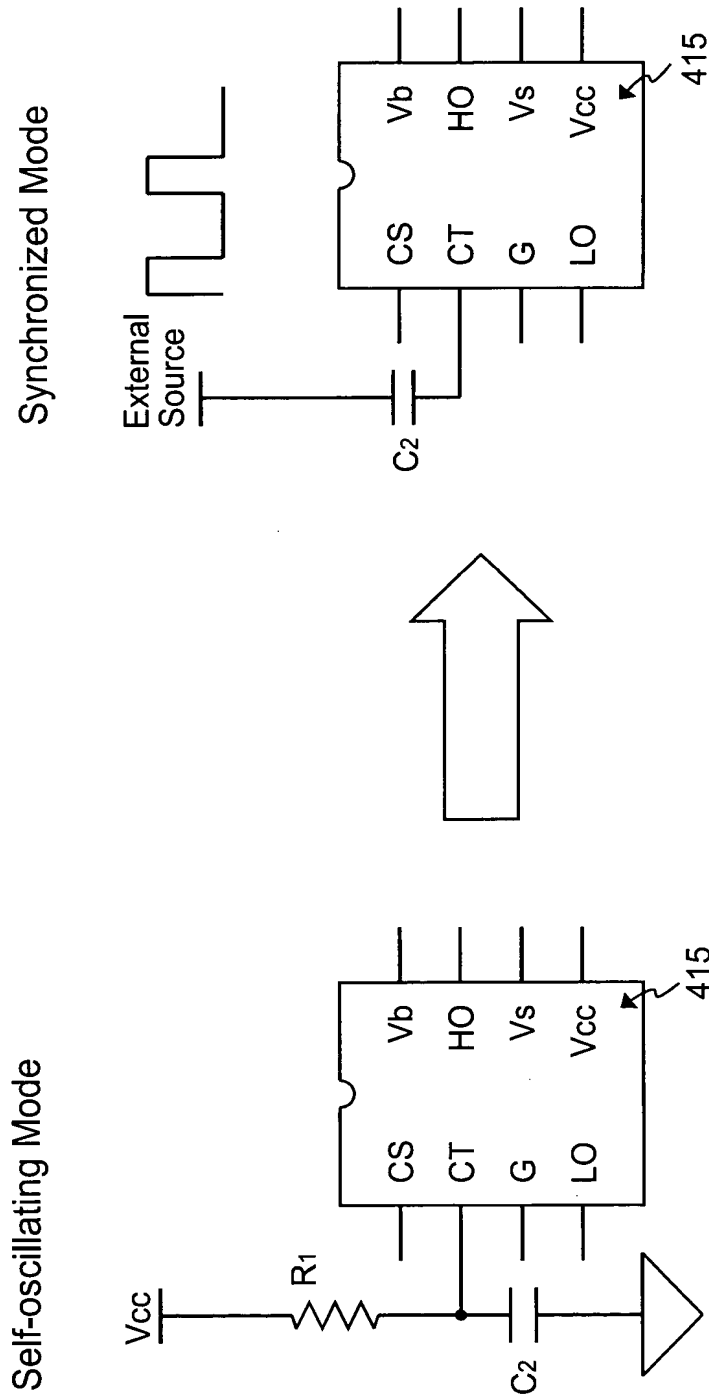 Self-oscillating Mode
Vcc
R1
C2
CS
CT
G
LO
Vb
HO
Vs
Vcc
415
Synchronized Mode
External
Source
C2
CS
CT
G
LO
Vb
HO
Vs
Vcc
415